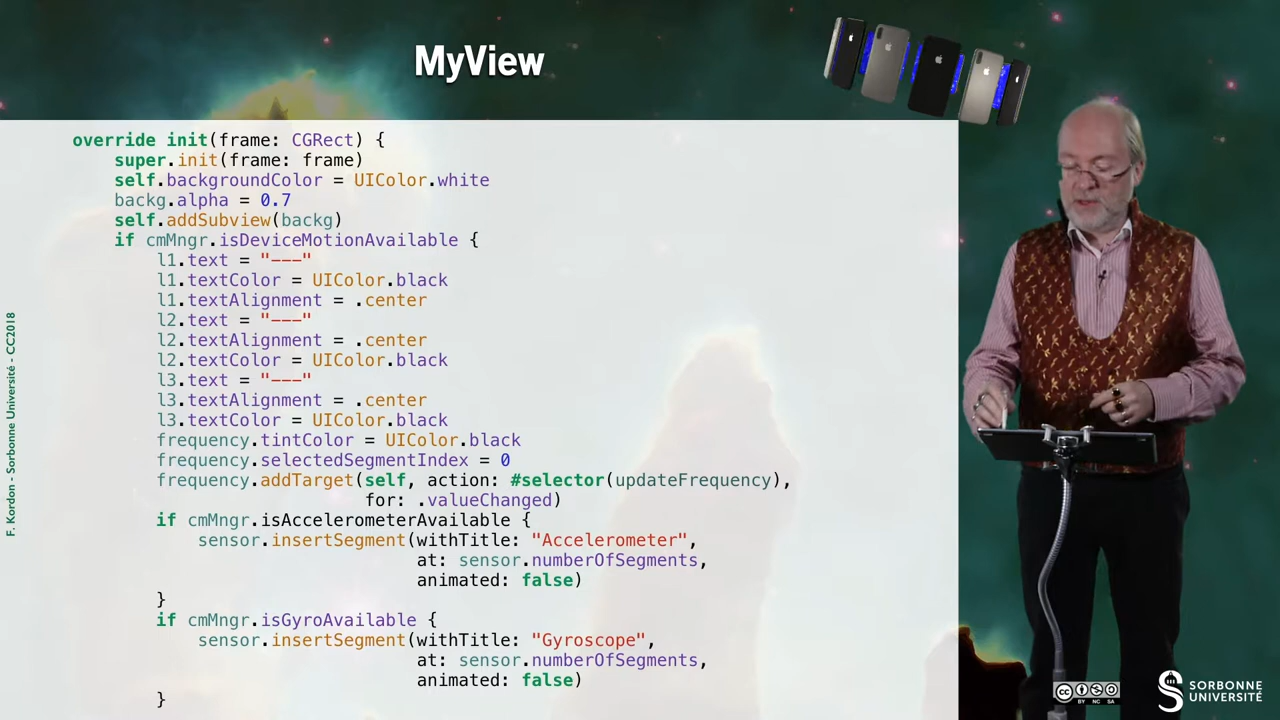 MyView
override init(frame: CGRect) {
super.init(frame: frame)
self.backgroundColor = UIColor.white
backg.alpha = 0.7
self.addSubview(backg)
if cmMngr.isDeviceMotionAvailable {
l1.text = "---"
l1.textColor = UIColor.black
l1.textAlignment = .center
l2.text = "---"
l2.textAlignment = .center
l2.textColor = UIColor.black
l3.text = "---"
l3.textAlignment = .center
l3.textColor = UIColor.black
frequency.tintColor = UIColor.black
frequency.selectedSegmentIndex = 0
frequency.addTarget(self, action: #selector(updateFrequency),
for: .valueChanged)
if cmMngr.isAccelerometerAvailable {
sensor.insertSegment(withTitle: "Accelerometer",
at: sensor.numberOfSegments,
animated: false)
}
if cmMngr.isGyroAvailable {
sensor.insertSegment(withTitle: "Gyroscope",
at: sensor.numberOfSegments,
animated: false)
}
F. Kordon - Sorbonne Université - CC2018
CC BY NC SA
SORBONNE
UNIVERSITÉ